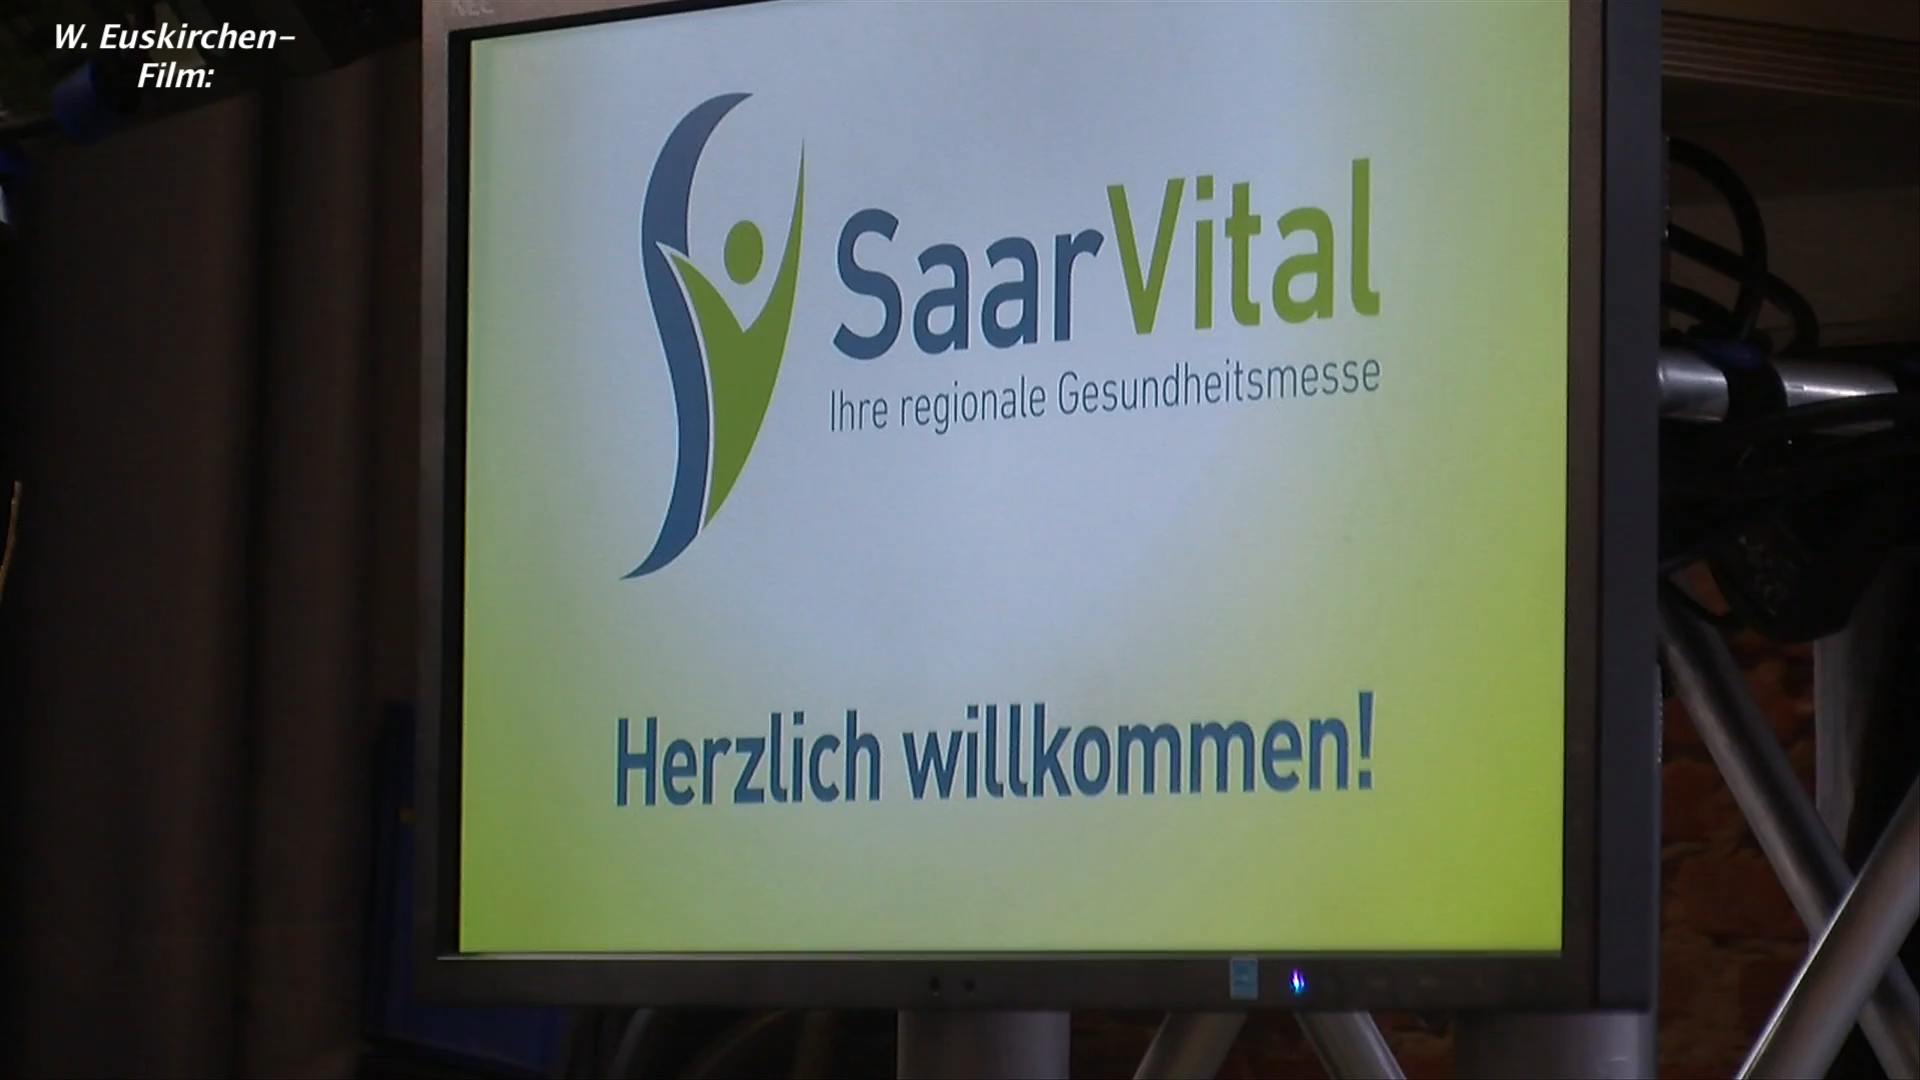 W. Euskirchen-
Film:
SaarVital
Ihre regionale Gesundheitsmesse
Herzlich willkommen!